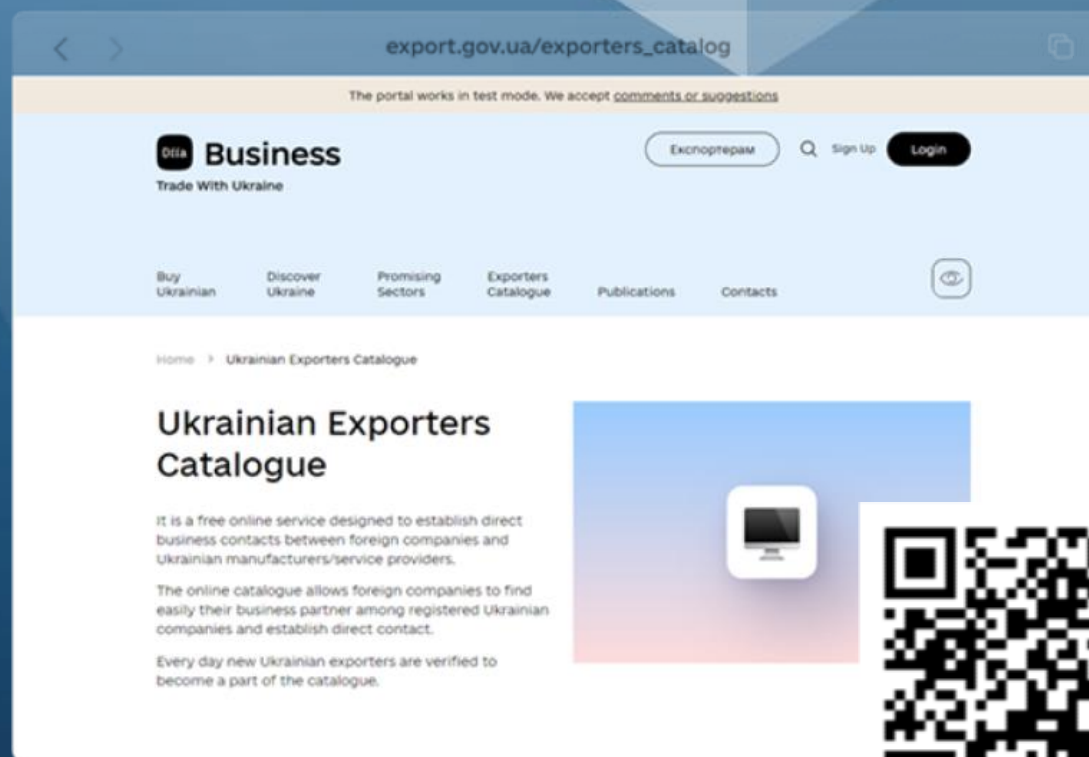 export.gov.ua/exporters_catalog
The portal works in test mode. We accept comments or suggestions
Diia Business
Trade With Ukraine
Експортерам
Sign Up
Login
Buy
Ukrainian
Discover
Ukraine
Promising
Sectors
Exporters
Catalogue
Publications
Contacts
Home > Ukrainian Exporters Catalogue
Ukrainian Exporters
Catalogue
It is a free online service designed to establish direct
business contacts between foreign companies and
Ukrainian manufacturers/service providers.
The online catalogue allows foreign companies to find
easily their business partner among registered Ukrainian
companies and establish direct contact.
Every day new Ukrainian exporters are verified to
become a part of the catalogue.